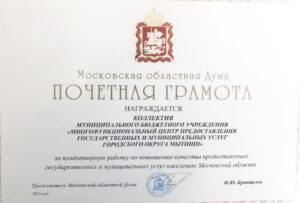 Московская областная Дума
ПОЧЕТНАЯ ГРАМОТА
НАГРАЖДАЕТСЯ
КОЛЛЕКТИВ
МУНИЦИПАЛЬНОГО БЮДЖЕТНОГО УЧРЕЖДЕНИЯ
«МНОГОФУНКЦИОНАЛЬНЫЙ ЦЕНТР ПРЕДОСТАВЛЕНИЯ
ГОСУДАРСТВЕННЫХ И МУНИЦИПАЛЬНЫХ УСЛУГ
ГОРОДСКОГО ОКРУГА МЫТИЩИ»
за плодотворную работу по повышению качества предоставления
государственных и муниципальных услуг населению Московской области
Председатель Московской областной Думы
И.Ю. Брынцалов